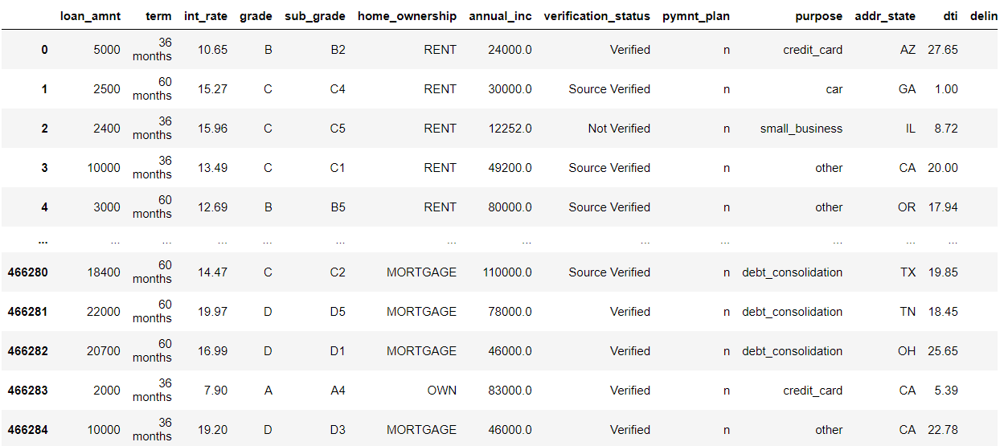 loan_amnt term int_rate grade sub_grade home_ownership annual_inc verification_status pymnt_plan purpose addr_state dti delin
0 5000 36 months 10.65 B B2 RENT 24000.0 Verified n credit_card AZ 27.65
1 2500 60 months 15.27 C C4 RENT 30000.0 Source Verified n car GA 1.00
2 2400 36 months 15.96 C C5 RENT 12252.0 Not Verified n small_business IL 8.72
3 10000 36 months 13.49 C C1 RENT 49200.0 Source Verified n other CA 20.00
4 3000 60 months 12.69 B B5 RENT 80000.0 Source Verified n other OR 17.94
... ... ... ... ... ... ... ... ... ... ... ... ...
466280 18400 60 months 14.47 C C2 MORTGAGE 110000.0 Source Verified n debt_consolidation TX 19.85
466281 22000 60 months 19.97 D D5 MORTGAGE 78000.0 Verified n debt_consolidation TN 18.45
466282 20700 60 months 16.99 D D1 MORTGAGE 46000.0 Verified n debt_consolidation OH 25.65
466283 2000 36 months 7.90 A A4 OWN 83000.0 Verified n credit_card CA 5.39
466284 10000 36 months 19.20 D D3 MORTGAGE 46000.0 Verified n other CA 22.78